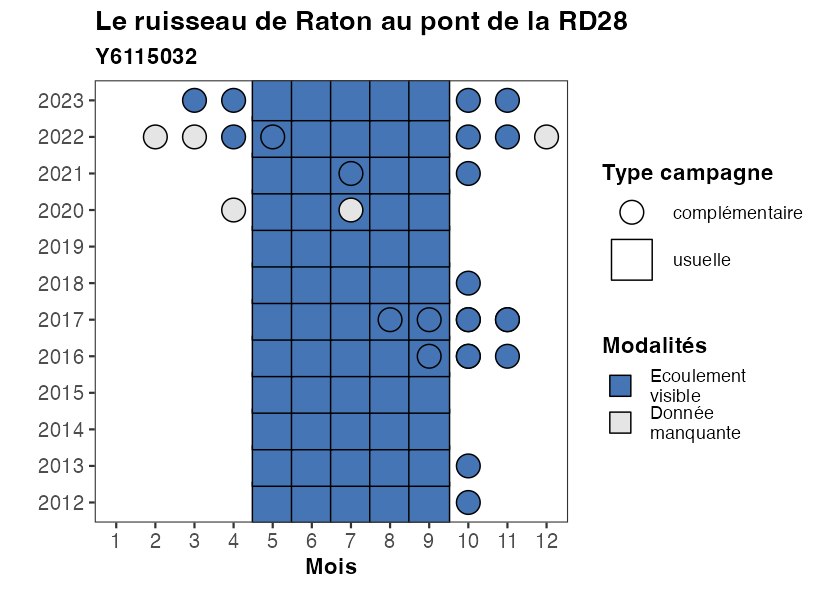 Le ruisseau de Raton au pont de la RD28
Y6115032
2023
2022
2021
2020
2019
2018
2017
2016
2015
2014
2013
2012
1 2 3 4 5 6 7 8 9 10 11 12
Mois
Type campagne
complémentaire
usuelle
Modalités
Ecoulement
visible
Donnée
manquante